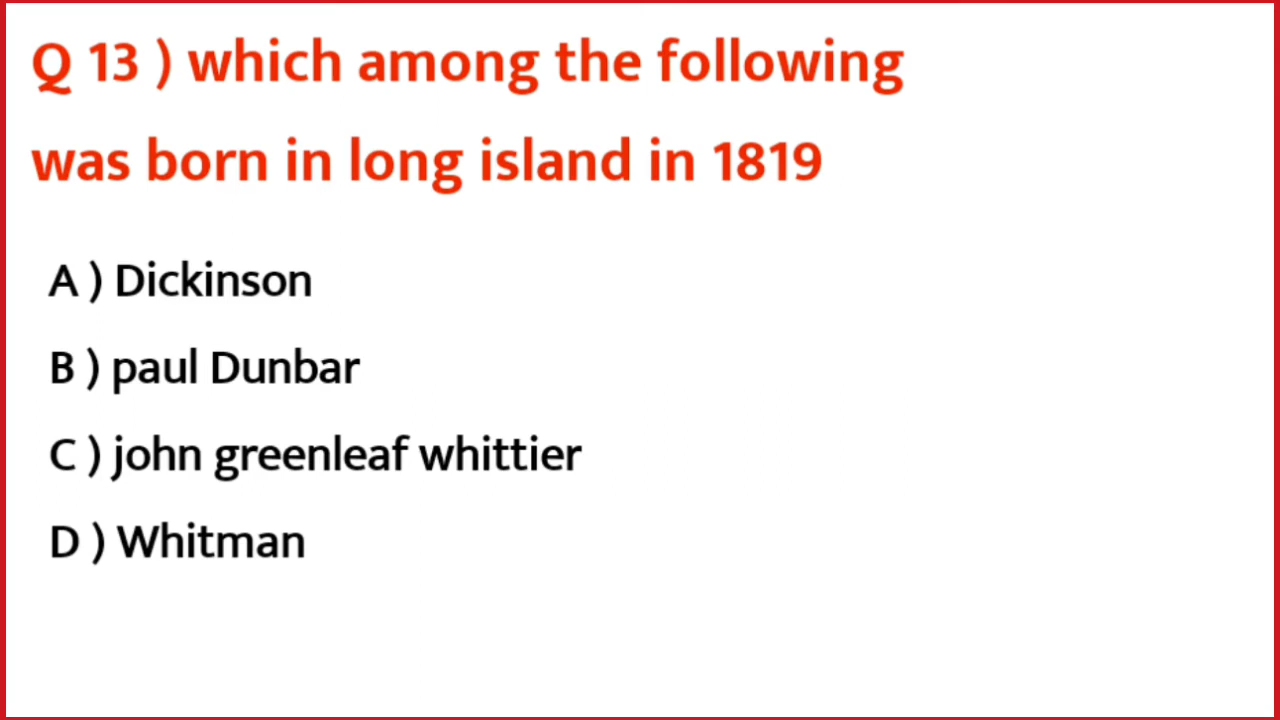 Q 13 ) which among the following
was born in long island in 1819
A ) Dickinson
B ) paul Dunbar
C ) john greenleaf whittier
D ) Whitman